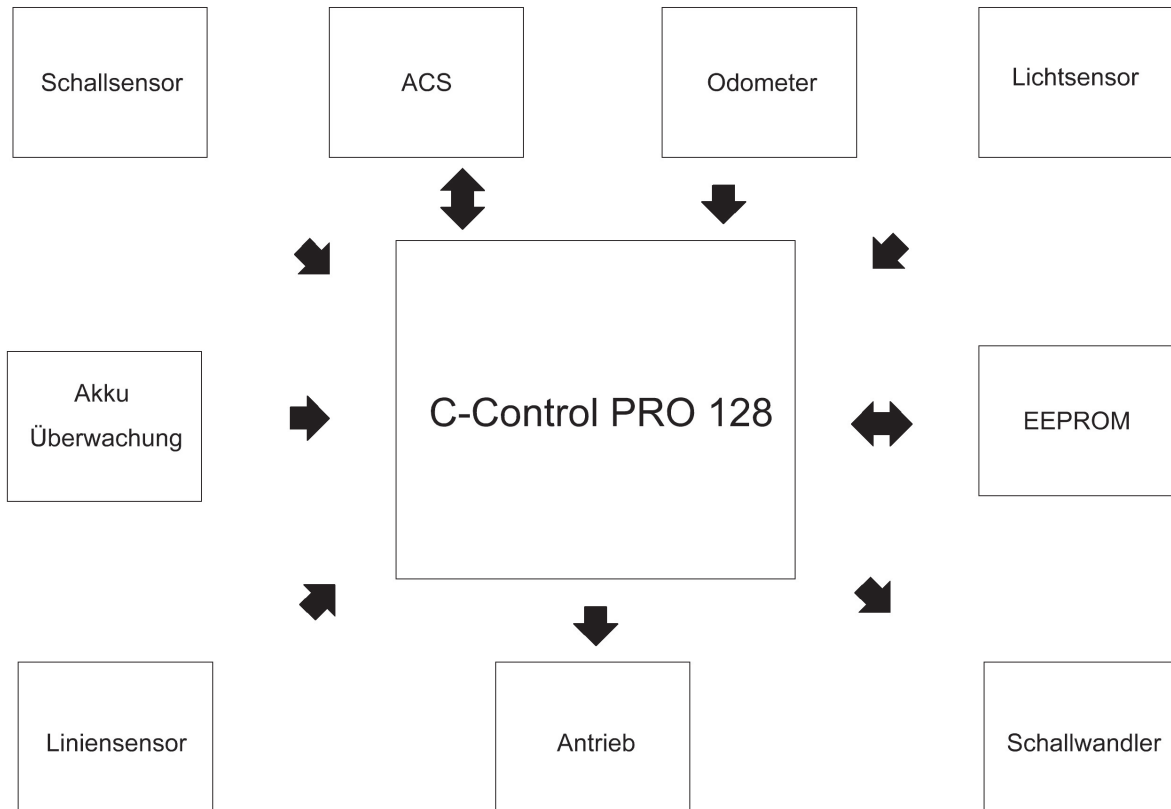 Schallsensor
ACS
Odometer
Lichtsensor
Akku
Überwachung
C-Control PRO 128
EEPROM
Liniensensor
Antrieb
Schallwandler